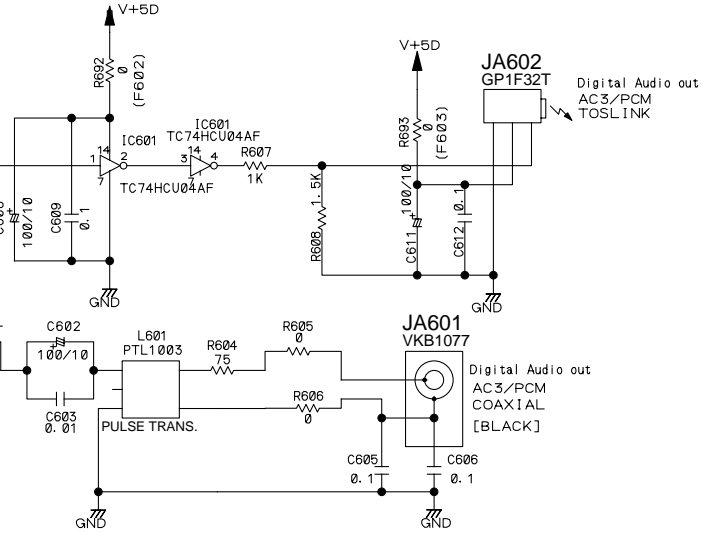 V+5D
R692
0
(F602)
V+5D
JA602
GP1F32T
Digital Audio out
AC3/PCM
TOSLINK
R693
0
(F603)
IC601
IC601
TC74HCU04AF
14
1
2
7
TC74HCU04AF
14
3
4
7
R607
1K
100/10
C609
0.1
R608
1.5K
100/10
C611
C612
0.1
GND
GND
C602
100/10
C603
0.01
L601
PTL1003
PULSE TRANS.
R604
75
R605
0
R606
0
JA601
VKB1077
Digital Audio out
AC3/PCM
COAXIAL
[BLACK]
C605
0.1
C606
0.1
GND
GND